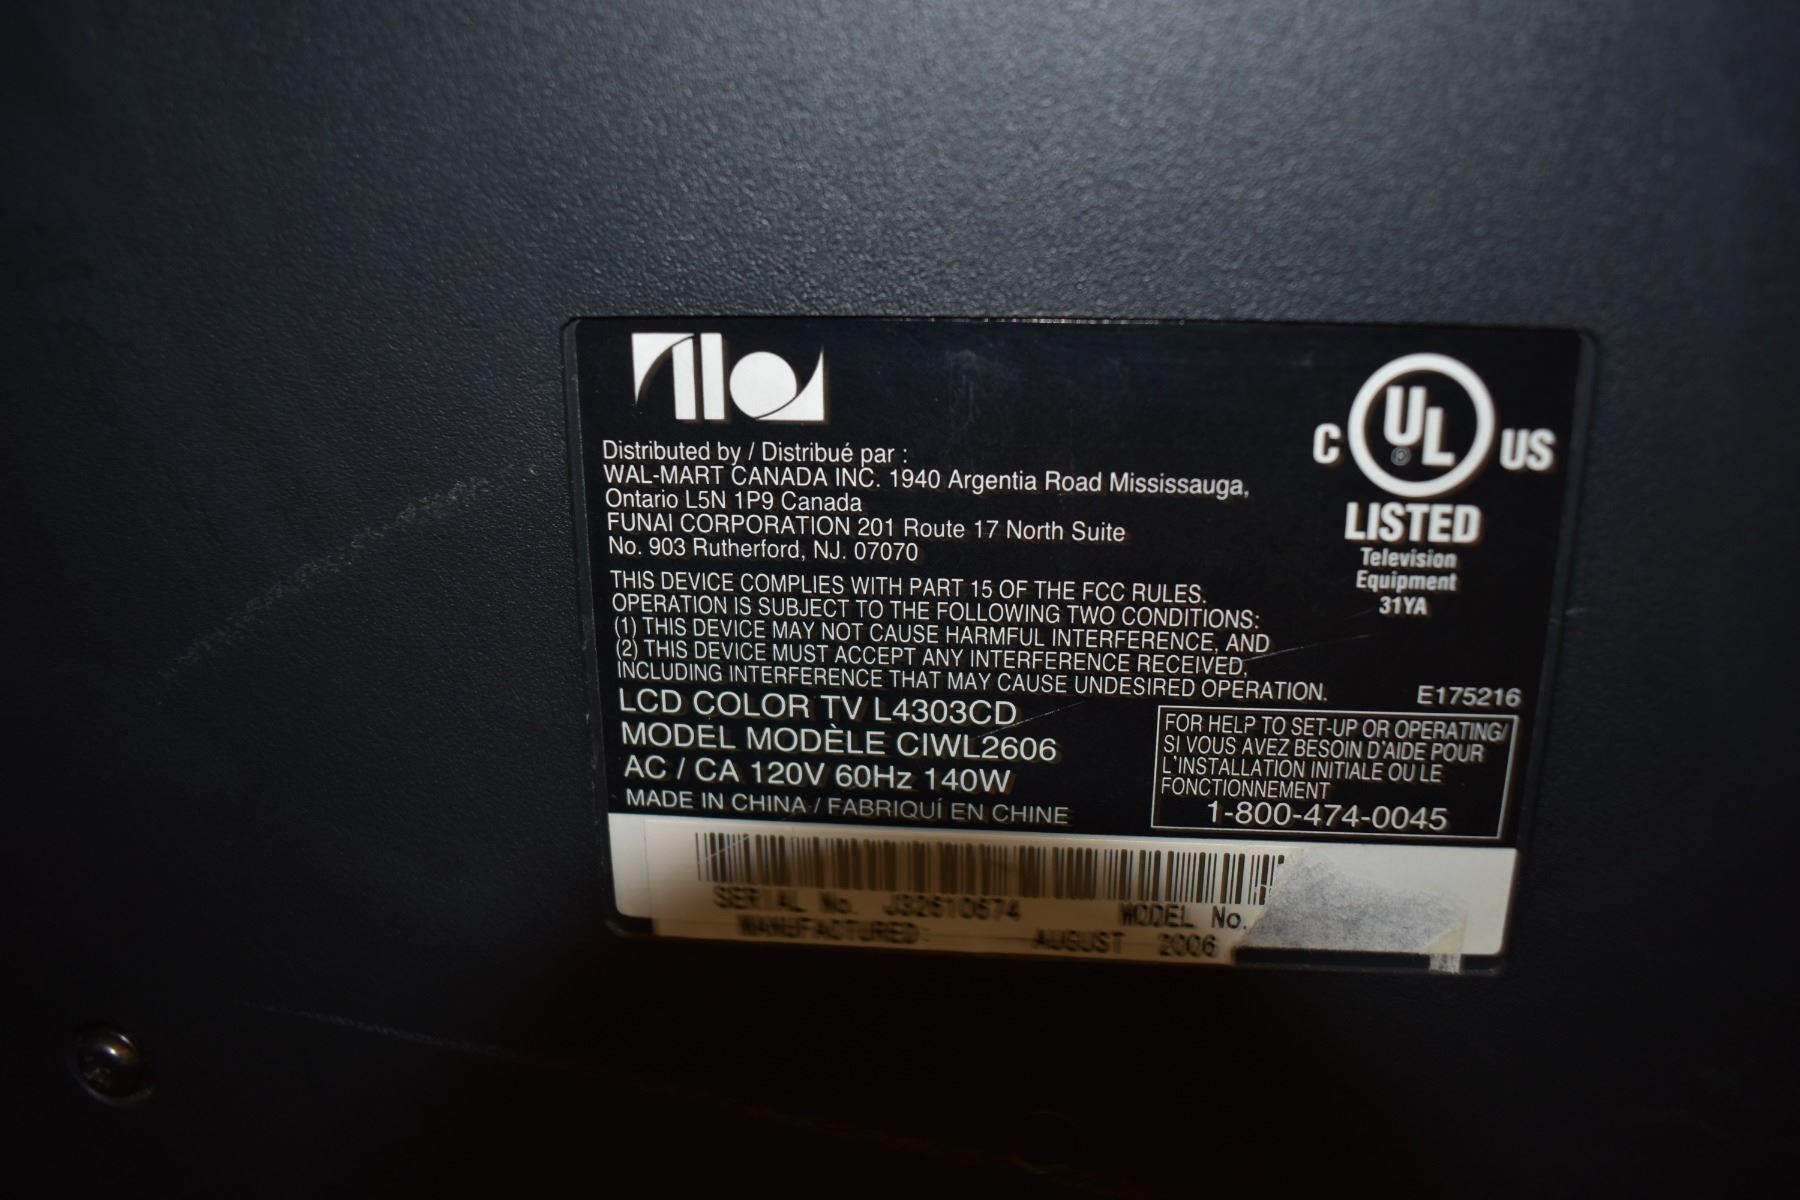 Distributed by / Distribué par :
WAL-MART CANADA INC. 1940 Argentia Road Mississauga,
Ontario L5N 1P9 Canada
FUNAI CORPORATION 201 Route 17 North Suite
No. 903 Rutherford, NJ. 07070
THIS DEVICE COMPLIES WITH PART 15 OF THE FCC RULES.
OPERATION IS SUBJECT TO THE FOLLOWING TWO CONDITIONS:
(1) THIS DEVICE MAY NOT CAUSE HARMFUL INTERFERENCE, AND
(2) THIS DEVICE MUST ACCEPT ANY INTERFERENCE RECEIVED,
INCLUDING INTERFERENCE THAT MAY CAUSE UNDESIRED OPERATION.
LCD COLOR TV L4303CD
MODEL MODÈLE CIWL2606
AC / CA 120V 60Hz 140W
MADE IN CHINA / FABRIQUÍ EN CHINE
C UL US
LISTED
Television
Equipment
31YA
E175216
FOR HELP TO SET-UP OR OPERATING/
SI VOUS AVEZ BESOIN D'AIDE POUR
L'INSTALLATION INITIALE OU LE
FONCTIONNEMENT
1-800-474-0045
SERIAL No. J32610674 MODEL No.
MANUFACTURED: AUGUST 2006